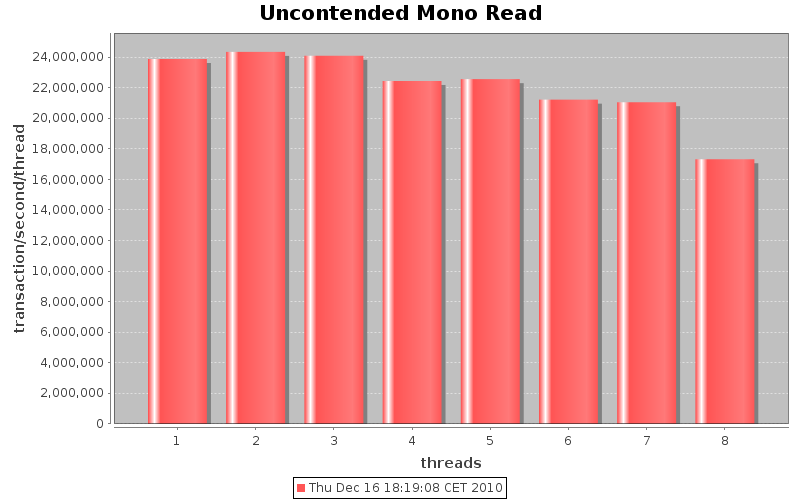 Uncontended Mono Read
transaction/second/thread
24,000,000
22,000,000
20,000,000
18,000,000
16,000,000
14,000,000
12,000,000
10,000,000
8,000,000
6,000,000
4,000,000
2,000,000
0
1 2 3 4 5 6 7 8
threads
Thu Dec 16 18:19:08 CET 2010